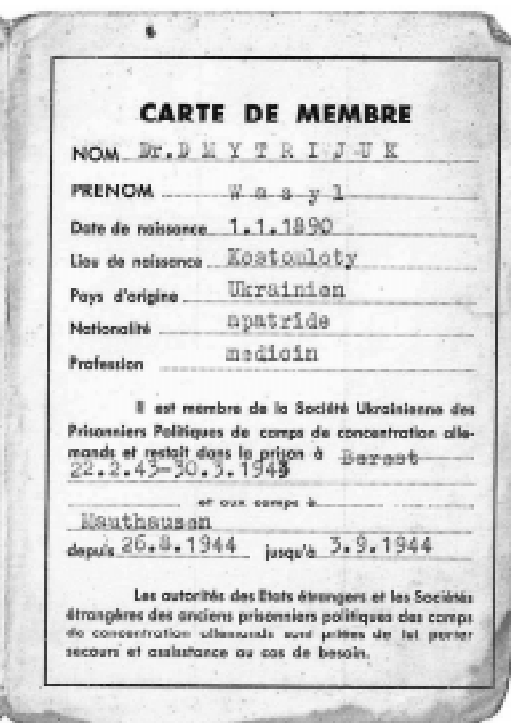 CARTE DE MEMBRE
NOM Dr.D M Y T R I J U K
PRENOM W a s y l
Date de naissance 1.1.1890
Lieu de naissance Kostouloty
Pays d'origine Ukrainien
Nationalité apatride
Profession medicin
Il est membre de la Société Ukrainienne des
Prisonniers Politiques de camps de concentration alle-
mands et restait dans la prison à Berest
22.2.43-30.3.1943
et aux camps à
Mauthausen
depuis 26.8.1944 jusqu'à 3.9.1944
Les autorités des Etats étrangers et les Sociétés
étrangères des anciens prisonniers politiques des camps
de concentration allemands sont priées de lui porter
secours et assistance au cas de besoin.